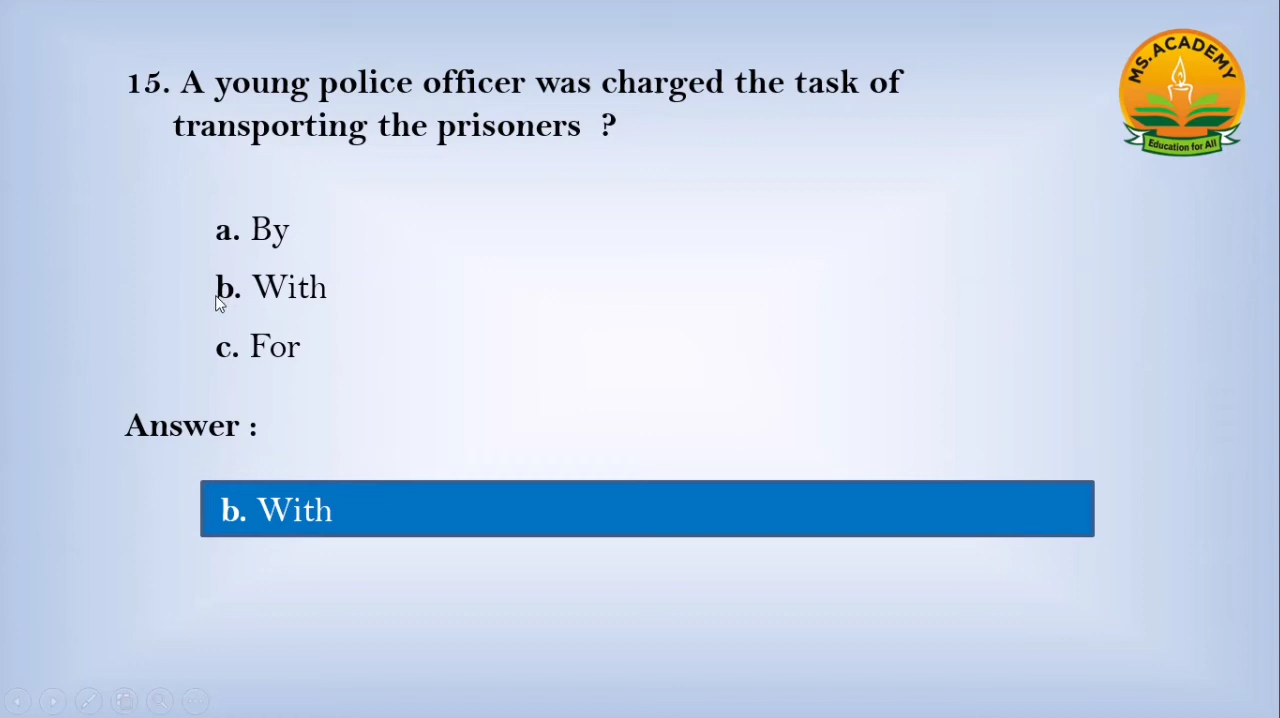 15. A young police officer was charged the task of
transporting the prisoners ?
a. By
b. With
c. For
Answer :
b. With
MS.ACADEMY
Education for All